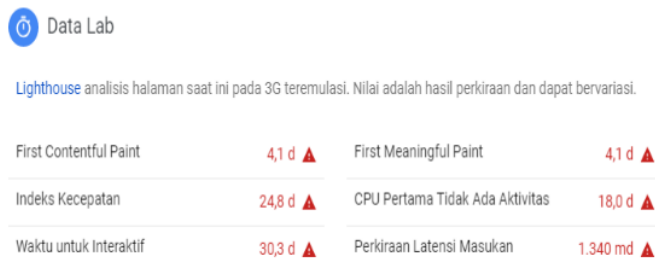 Data Lab
Lighthouse analisis halaman saat ini pada 3G teremulasi. Nilai adalah hasil perkiraan dan dapat bervariasi.
First Contentful Paint 4,1 d First Meaningful Paint 4,1 d
Indeks Kecepatan 24,8 d CPU Pertama Tidak Ada Aktivitas 18,0 d
Waktu untuk Interaktif 30,3 d Perkiraan Latensi Masukan 1.340 md